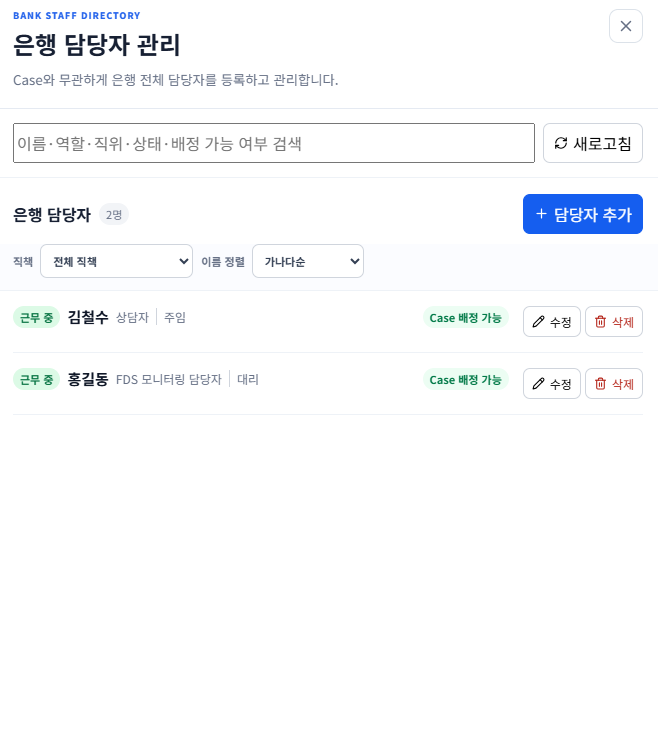 BANK STAFF DIRECTORY
은행 담당자 관리
Case와 무관하게 은행 전체 담당자를 등록하고 관리합니다.
이름·역할·직위·상태·배정 가능 여부 검색
새로고침
은행 담당자 2명
+ 담당자 추가
직책 전체 직책 이름 정렬 가나다순
근무 중 김철수 상담자 주임 Case 배정 가능 수정 삭제
근무 중 홍길동 FDS 모니터링 담당자 대리 Case 배정 가능 수정 삭제